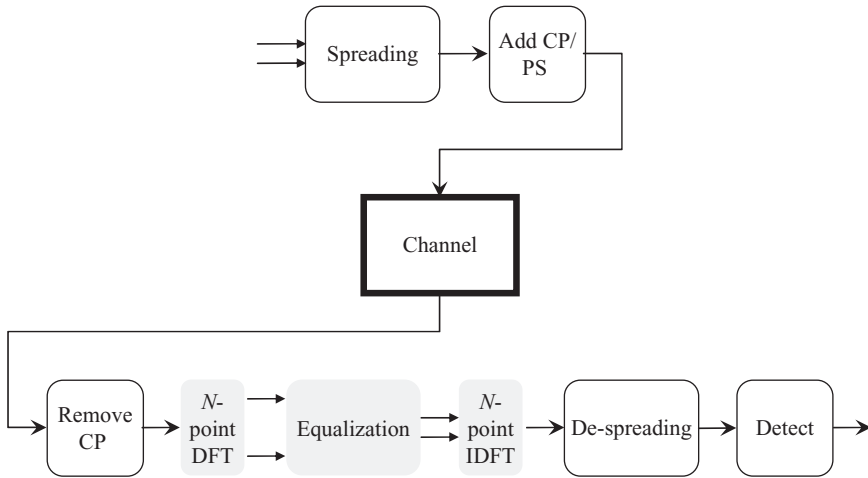 Spreading
Add CP/
PS
Channel
Remove
CP
N-
point
DFT
Equalization
N-
point
IDFT
De-spreading
Detect